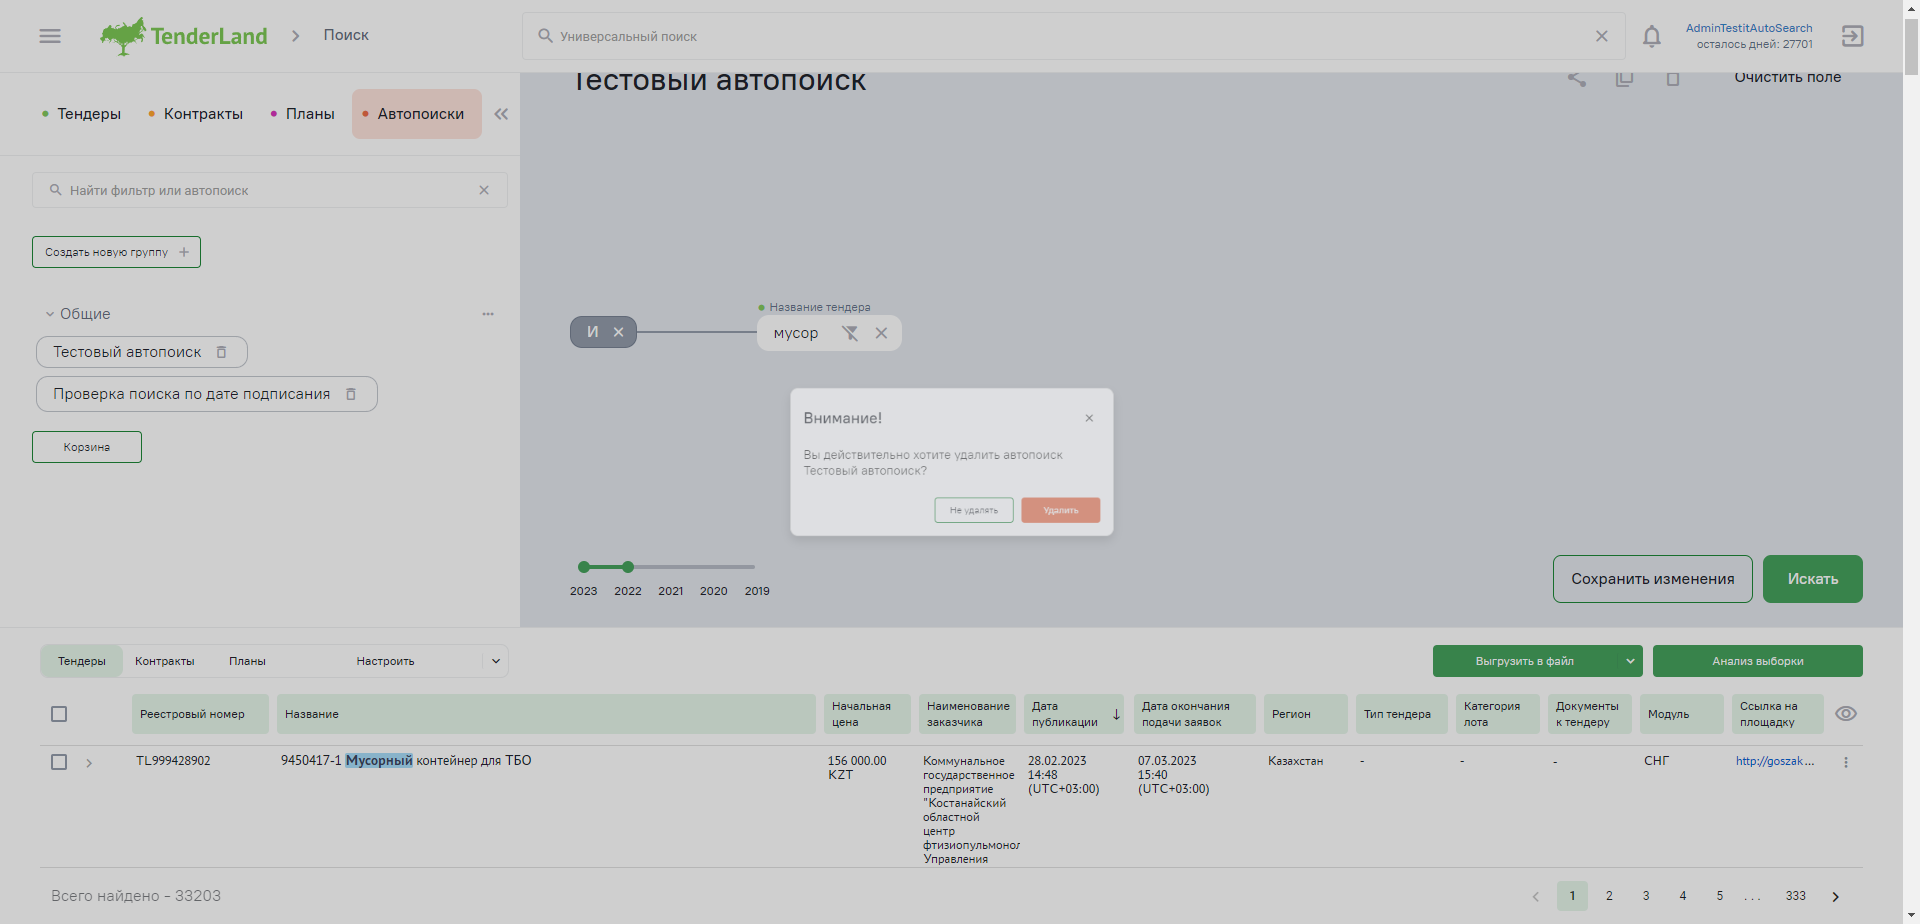 TenderLand
Поиск
Универсальный поиск
AdminTestitAutoSearch
осталось дней: 27701
Тендеры
Контракты
Планы
Автопоиски
Тестовый автопоиск
Очистить поле
Найти фильтр или автопоиск
Создать новую группу
Общие
Тестовый автопоиск
Проверка поиска по дате подписания
Корзина
Название тендера
И
мусор
Внимание!
Вы действительно хотите удалить автопоиск
Тестовый автопоиск?
Не удалять
Удалить
2023 2022 2021 2020 2019
Сохранить изменения
Искать
Тендеры
Контракты
Планы
Настроить
Выгрузить в файл
Анализ выборки
Реестровый номер
Название
Начальная
цена
Наименование
заказчика
Дата
публикации
Дата окончания
подачи заявок
Регион
Тип тендера
Категория
лота
Документы
к тендеру
Модуль
Ссылка на
площадку
TL999428902
9450417-1 Мусорный контейнер для ТБО
156 000.00
KZT
Коммунальное
государственное
предприятие
"Костанайский
областной
центр
фтизиопульмонол
Управления
28.02.2023
14:48
(UTC+03:00)
07.03.2023
15:40
(UTC+03:00)
Казахстан
-
-
-
СНГ
http://goszak...
Всего найдено - 33203
1 2 3 4 5 ... 333